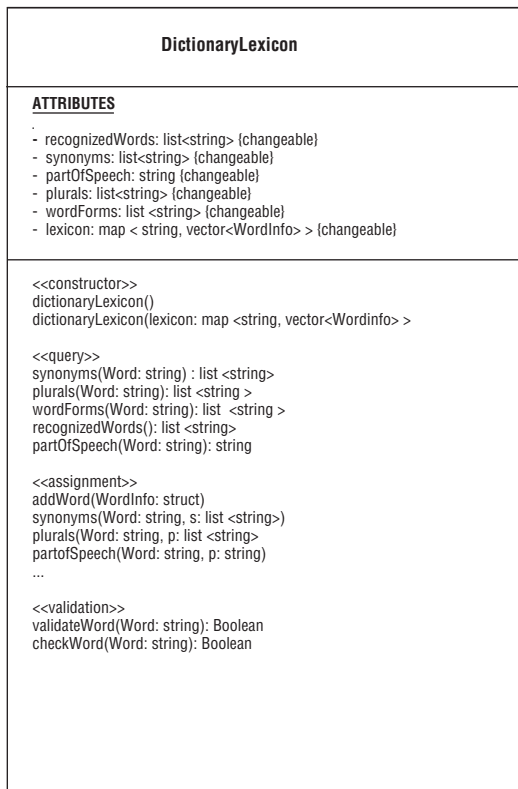 DictionaryLexicon
ATTRIBUTES
.
- recognizedWords: list<string> {changeable}
- synonyms: list<string> {changeable}
- partOfSpeech: string {changeable}
- plurals: list<string> {changeable}
- wordForms: list <string> {changeable}
- lexicon: map < string, vector<WordInfo> > {changeable}
<<constructor>>
dictionaryLexicon()
dictionaryLexicon(lexicon: map <string, vector<Wordinfo> >
<<query>>
synonyms(Word: string) : list <string>
plurals(Word: string): list <string >
wordForms(Word: string): list <string >
recognizedWords(): list <string>
partOfSpeech(Word: string): string
<<assignment>>
addWord(WordInfo: struct)
synonyms(Word: string, s: list <string>)
plurals(Word: string, p: list <string>
partofSpeech(Word: string, p: string)
...
<<validation>>
validateWord(Word: string): Boolean
checkWord(Word: string): Boolean